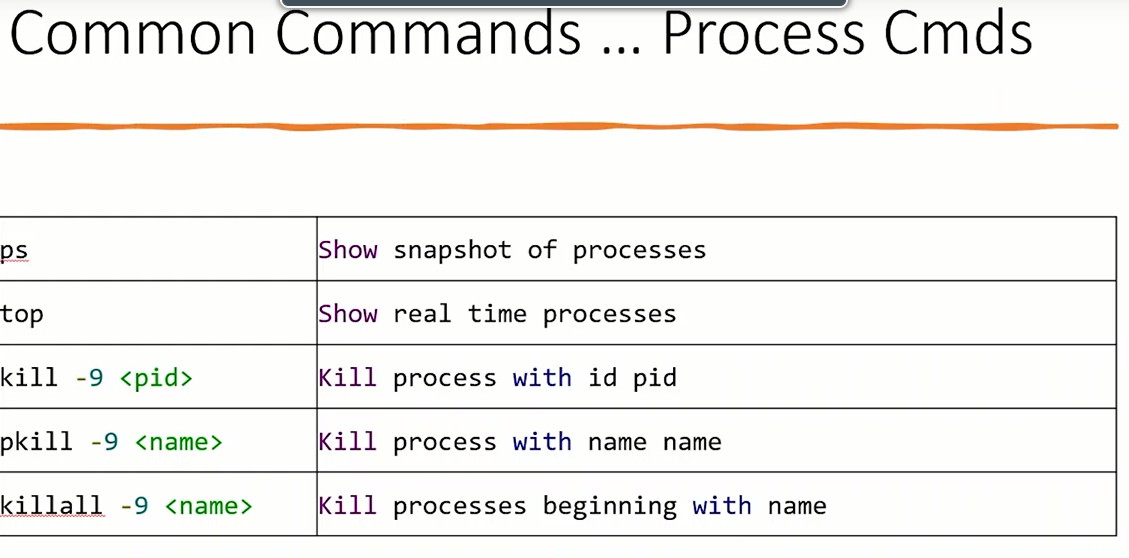 Common Commands ... Process Cmds
ps Show snapshot of processes
top Show real time processes
kill -9 <pid> Kill process with id pid
pkill -9 <name> Kill process with name name
killall -9 <name> Kill processes beginning with name